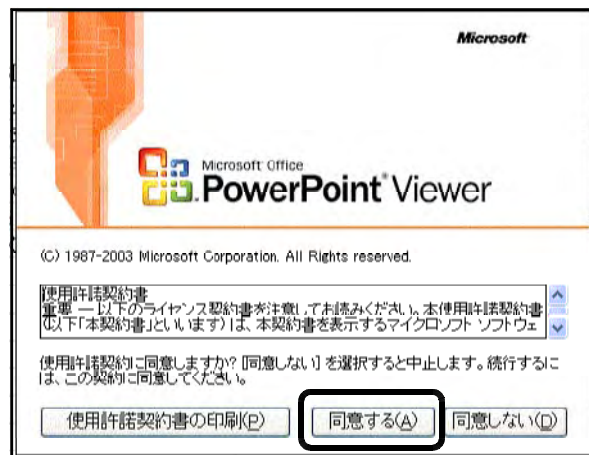 Microsoft
Microsoft Office
PowerPoint Viewer
(C) 1987-2003 Microsoft Corporation. All Rights reserved.
使用許諾契約書
重要 ― 以下のライセンス契約書を注意してお読みください。本使用許諾契約書
(以下「本契約書」といいます) は、本契約書を表示するマイクロソフト ソフトウェ
使用許諾契約に同意しますか? [同意しない] を選択すると中止します。続行するに
は、この契約に同意してください。
使用許諾契約書の印刷(P)
同意する(A)
同意しない(D)